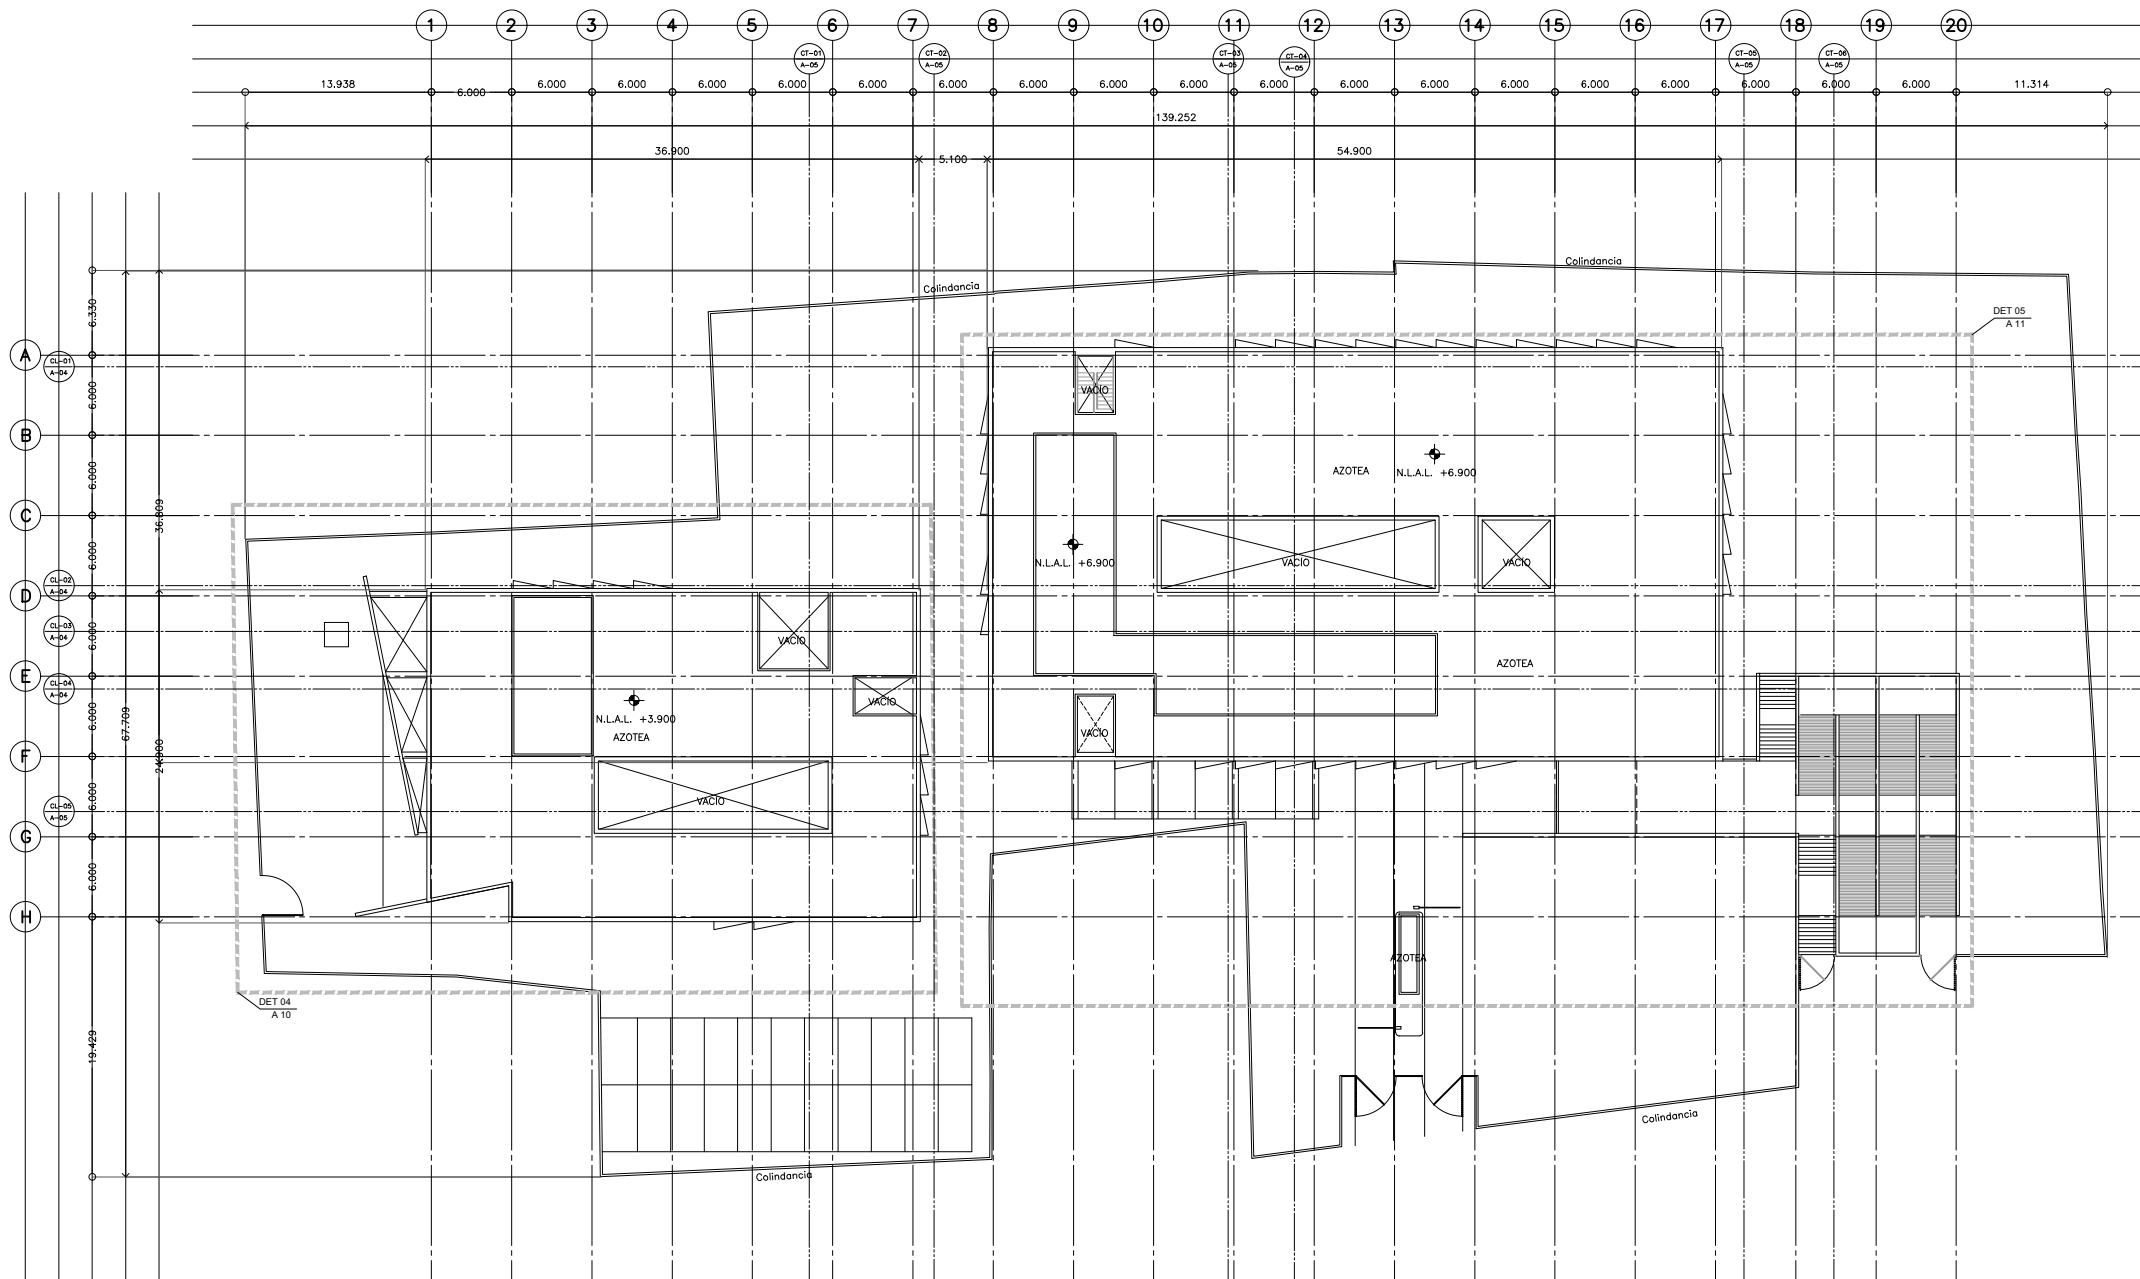 1 2 3 4 5 6 7 8 9 10 11 12 13 14 15 16 17 18 19 20
CT-01 CT-02 CT-03 CT-04 CT-05 CT-06
A-05 A-05 A-05 A-05 A-05 A-05
13.938 6.000 6.000 6.000 6.000 6.000 6.000 6.000 6.000 6.000 6.000 6.000 6.000 6.000 6.000 6.000 6.000 6.000 6.000 11.314
139.252
36.900 5.100 54.900
Colindancia
Colindancia
DET 05
A 11
6.330
A
CL-01
A-04
6.000
VACIO
B
6.000
AZOTEA
N.L.A.L. +6.900
C
36.809
6.000
N.L.A.L. +6.900
VACIO
VACIO
CL-02
A-04
D
CL-03
A-04
6.000
VACIO
AZOTEA
E
CL-04
A-04
6.000
VACIO
67.709
N.L.A.L. +3.900
AZOTEA
VACIO
F
24.900
6.000
VACIO
CL-05
A-05
G
6.000
H
AZOTEA
DET 04
A 10
19.429
Colindancia
Colindancia